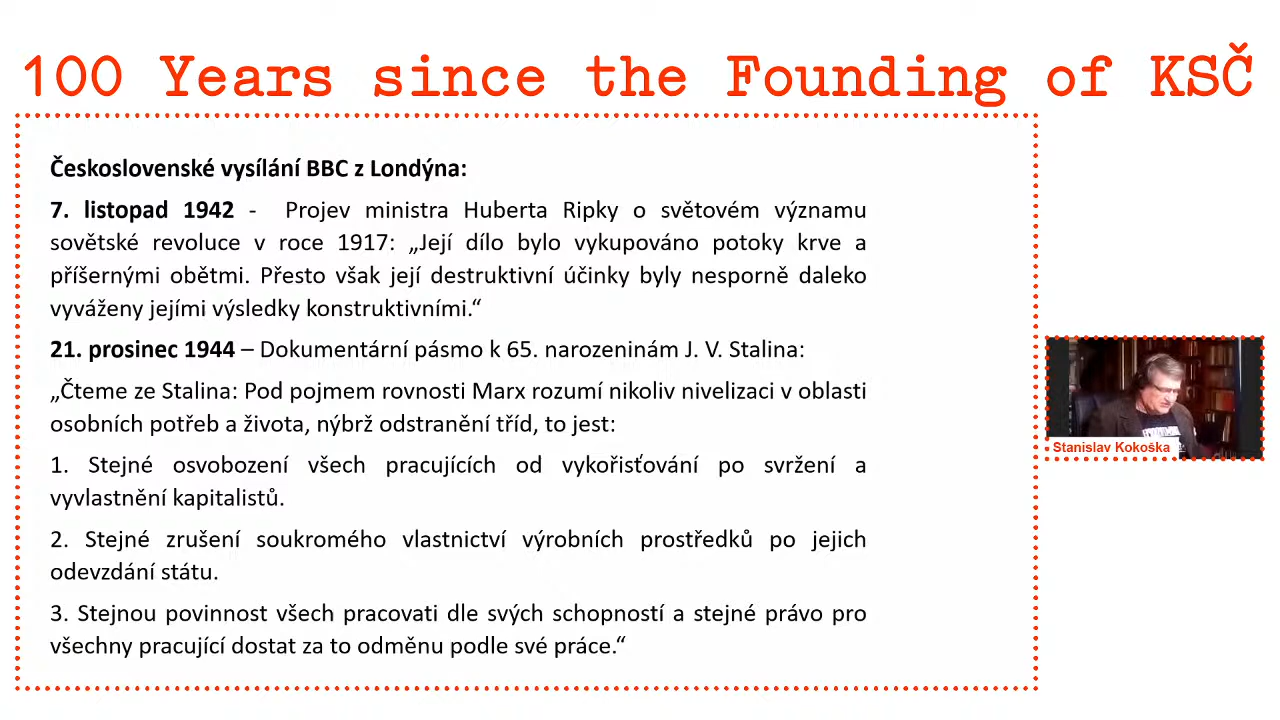 100 Years since the Founding of KSČ
Československé vysílání BBC z Londýna:
7. listopad 1942 - Projev ministra Huberta Ripky o světovém významu
sovětské revoluce v roce 1917: „Její dílo bylo vykupováno potoky krve a
příšernými obětmi. Přesto však její destruktivní účinky byly nesporně daleko
vyváženy jejími výsledky konstruktivními.“
21. prosinec 1944 – Dokumentární pásmo k 65. narozeninám J. V. Stalina:
„Čteme ze Stalina: Pod pojmem rovnosti Marx rozumí nikoliv nivelizaci v oblasti
osobních potřeb a života, nýbrž odstranění tříd, to jest:
1. Stejné osvobození všech pracujících od vykořisťování po svržení a
vyvlastnění kapitalistů.
2. Stejné zrušení soukromého vlastnictví výrobních prostředků po jejich
odevzdání státu.
3. Stejnou povinnost všech pracovati dle svých schopností a stejné právo pro
všechny pracující dostat za to odměnu podle své práce.“
Stanislav Kokoška